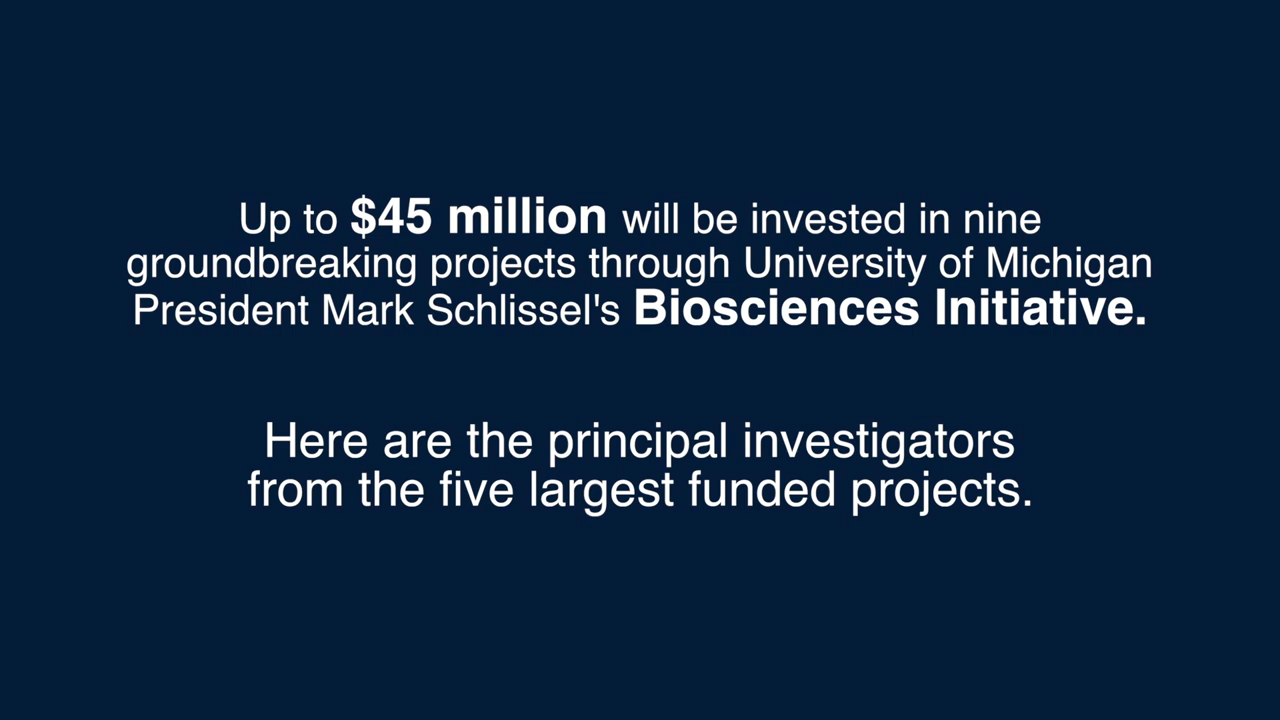 Up to $45 million will be invested in nine
groundbreaking projects through University of Michigan
President Mark Schlissel's Biosciences Initiative.
Here are the principal investigators
from the five largest funded projects.